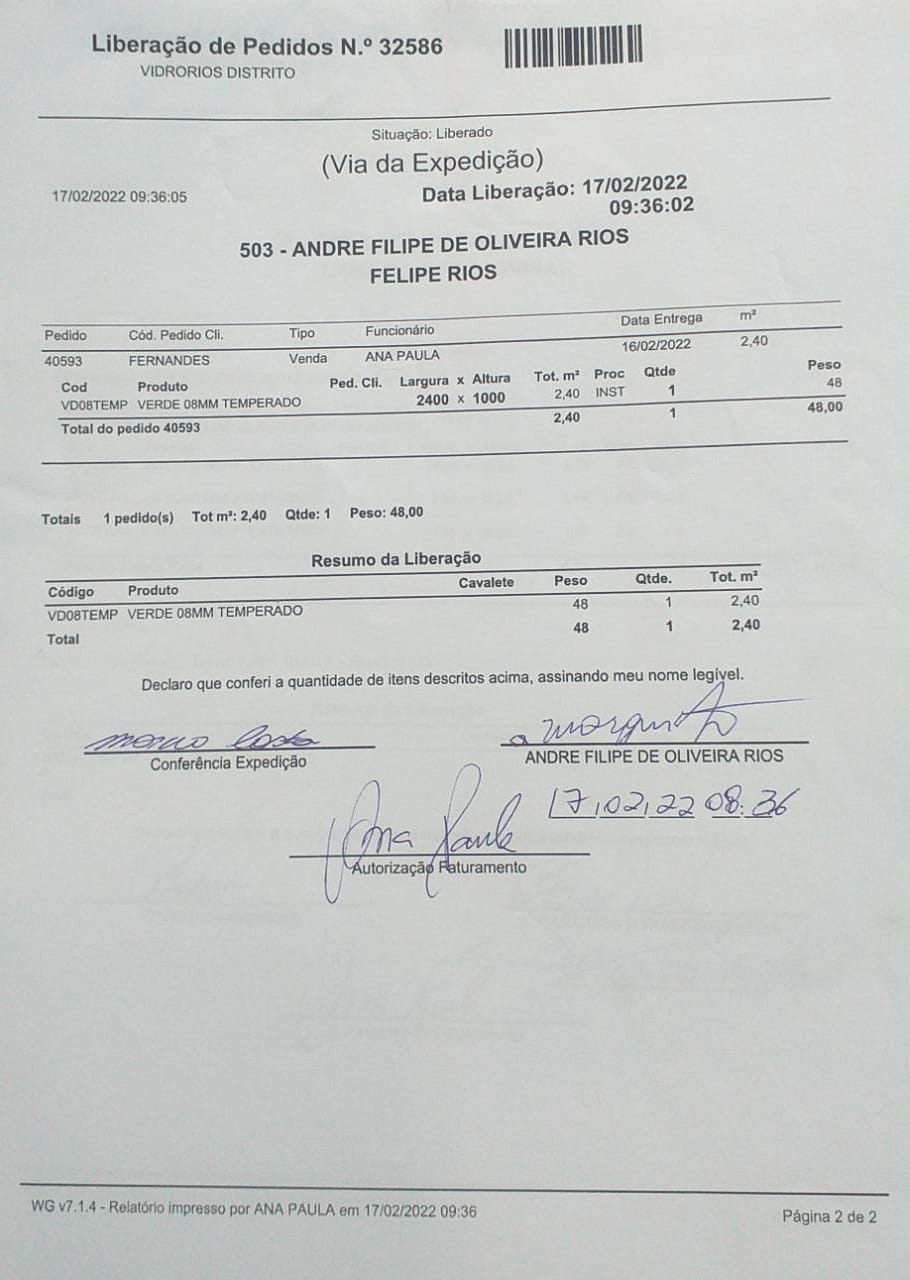 Liberação de Pedidos N.º 32586
VIDRORIOS DISTRITO
Situação: Liberado
(Via da Expedição)
17/02/2022 09:36:05
Data Liberação: 17/02/2022
09:36:02
503 - ANDRE FILIPE DE OLIVEIRA RIOS
FELIPE RIOS
Pedido Cód. Pedido Cli. Tipo Funcionário Data Entrega m²
40593 FERNANDES Venda ANA PAULA 16/02/2022 2,40
Cod Produto Ped. Cli. Largura x Altura Tot. m² Proc Qtde Peso
VD08TEMP VERDE 08MM TEMPERADO 2400 x 1000 2,40 INST 1 48
Total do pedido 40593 2,40 1 48,00
Totais 1 pedido(s) Tot m²: 2,40 Qtde: 1 Peso: 48,00
Resumo da Liberação
Código Produto Cavalete Peso Qtde. Tot. m²
VD08TEMP VERDE 08MM TEMPERADO 48 1 2,40
Total 48 1 2,40
Declaro que conferi a quantidade de itens descritos acima, assinando meu nome legível.
Conferência Expedição
ANDRE FILIPE DE OLIVEIRA RIOS
17,02,22 08:36
Ana Paula
Autorização Faturamento
WG v7.1.4 - Relatório impresso por ANA PAULA em 17/02/2022 09:36
Página 2 de 2